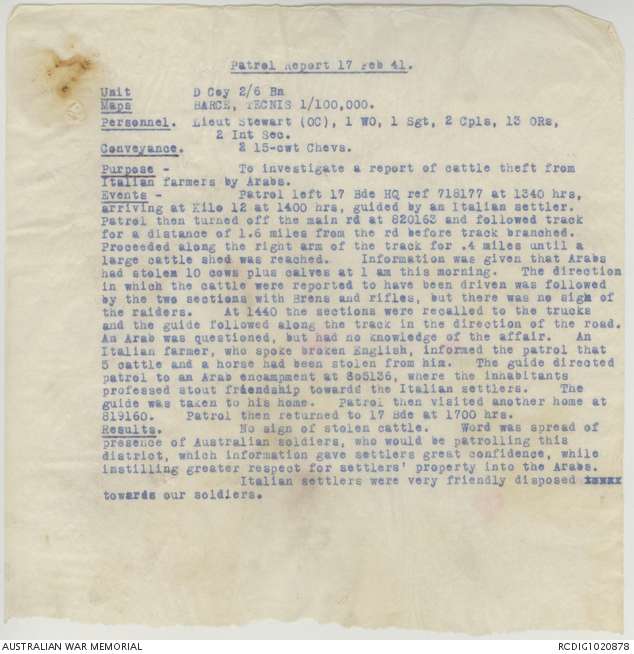 Patrol Report 17 Feb 41.
Unit D Coy 2/6 Bn
Maps BARCE, TECNIS 1/100,000.
Personnel. Lieut Stewart (OC), 1 WO, 1 Sgt, 2 Cpls, 13 ORs,
2 Int Sec.
Conveyance. 2 15-cwt Chevs.
Purpose - To investigate a report of cattle theft from
Italian farmers by Arabs.
Events - Patrol left 17 Bde HQ ref 718177 at 1340 hrs,
arriving at Kilo 12 at 1400 hrs, guided by an Italian settler.
Patrol then turned off the main rd at 820163 and followed track
for a distance of 1.6 miles from the rd before track branched.
Proceeded along the right arm of the track for .4 miles until a
large cattle shed was reached. Information was given that Arabs
had stolen 10 cows plus calves at 1 am this morning. The direction
in which the cattle were reported to have been driven was followed
by the two sections with Brens and rifles, but there was no sign of
the raiders. At 1440 the sections were recalled to the trucks
and the guide followed along the track in the direction of the road.
An Arab was questioned, but had no knowledge of the affair. An
Italian farmer, who spoke broken English, informed the patrol that
5 cattle and a horse had been stolen from him. The guide directed
patrol to an Arab encampment at 805136, where the inhabitants
professed stout friendship towards the Italian settlers. The
guide was taken to his home. Patrol then visited another home at
819160. Patrol then returned to 17 Bde at 1700 hrs.
Results. No sign of stolen cattle. Word was spread of
presence of Australian soldiers, who would be patrolling this
district, which information gave settlers great confidence, while
instilling greater respect for settlers' property into the Arabs.
Italian settlers were very friendly disposed
towards our soldiers.
AUSTRALIAN WAR MEMORIAL
RCDIG1020878